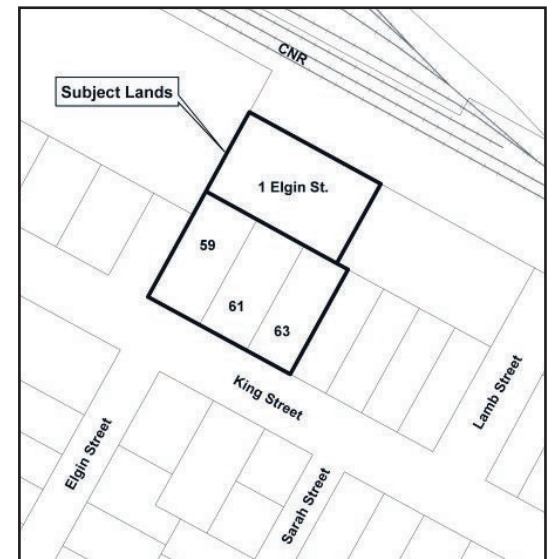 CNR
Subject Lands
1 Elgin St.
59
61
63
King Street
Lamb Street
Elgin Street
Sarah Street